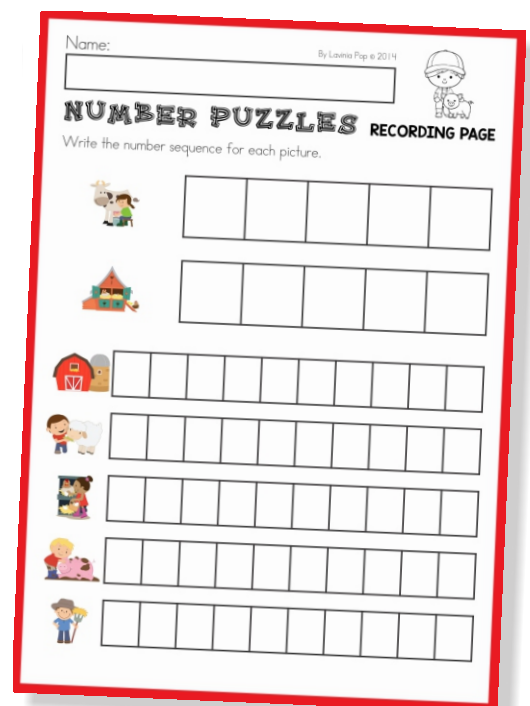 Name:
By Lavinia Pop © 2014
NUMBER PUZZLES
RECORDING PAGE
Write the number sequence for each picture.